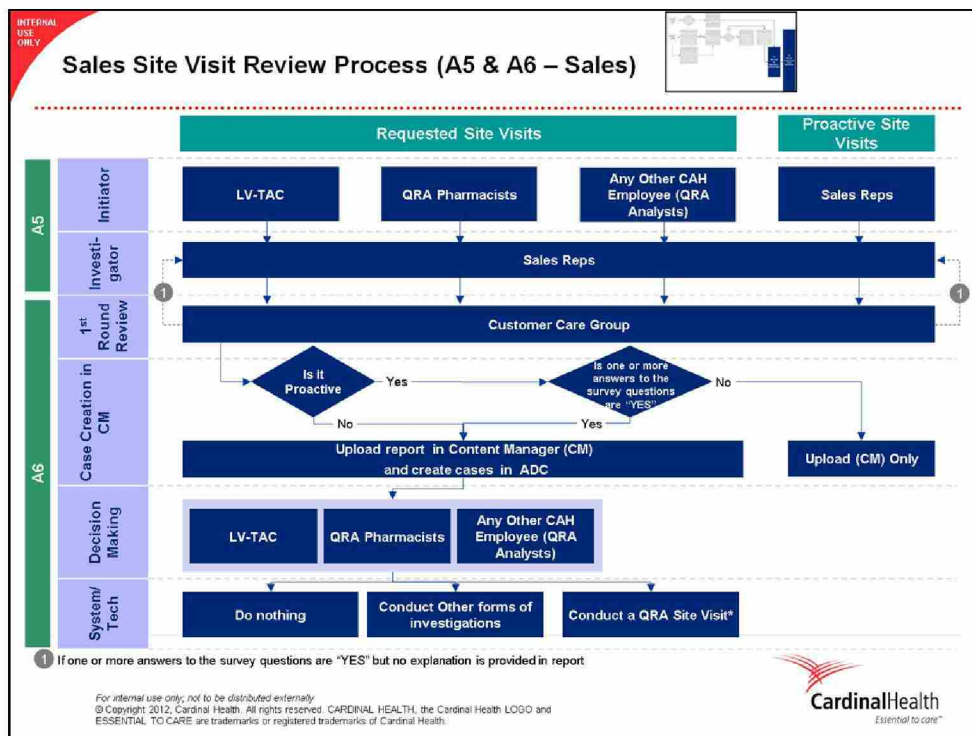 INTERNAL
USE
ONLY
Sales Site Visit Review Process (A5 & A6 – Sales)
Requested Site Visits
Proactive Site
Visits
A5
Initiator
LV-TAC
QRA Pharmacists
Any Other CAH
Employee (QRA
Analysts)
Sales Reps
Investi-
gator
Sales Reps
1
1
A6
1st
Round
Review
Customer Care Group
Case Creation in
CM
Is it
Proactive
Yes
Is one or more
answers to the
survey questions
are "YES"
No
No
Yes
Upload report in Content Manager (CM)
and create cases in ADC
Upload (CM) Only
Decision
Making
LV-TAC
QRA Pharmacists
Any Other CAH
Employee (QRA
Analysts)
System/
Tech
Do nothing
Conduct Other forms of
investigations
Conduct a QRA Site Visit*
1 If one or more answers to the survey questions are "YES" but no explanation is provided in report
For internal use only; not to be distributed externally
© Copyright 2012, Cardinal Health. All rights reserved. CARDINAL HEALTH, the Cardinal Health LOGO and
ESSENTIAL TO CARE are trademarks or registered trademarks of Cardinal Health.
CardinalHealth
Essential to care™